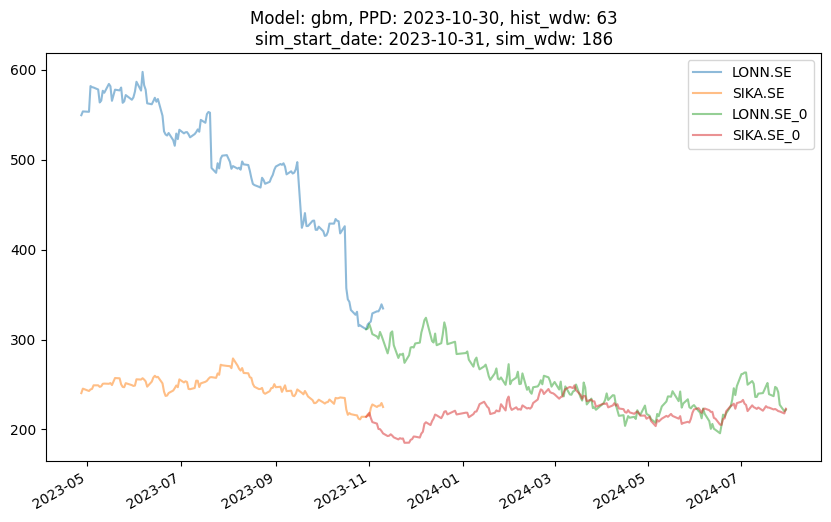 Model: gbm, PPD: 2023-10-30, hist_wdw: 63
sim_start_date: 2023-10-31, sim_wdw: 186
LONN.SE
SIKA.SE
LONN.SE_0
SIKA.SE_0
600
500
400
300
200
2023-05
2023-07
2023-09
2023-11
2024-01
2024-03
2024-05
2024-07